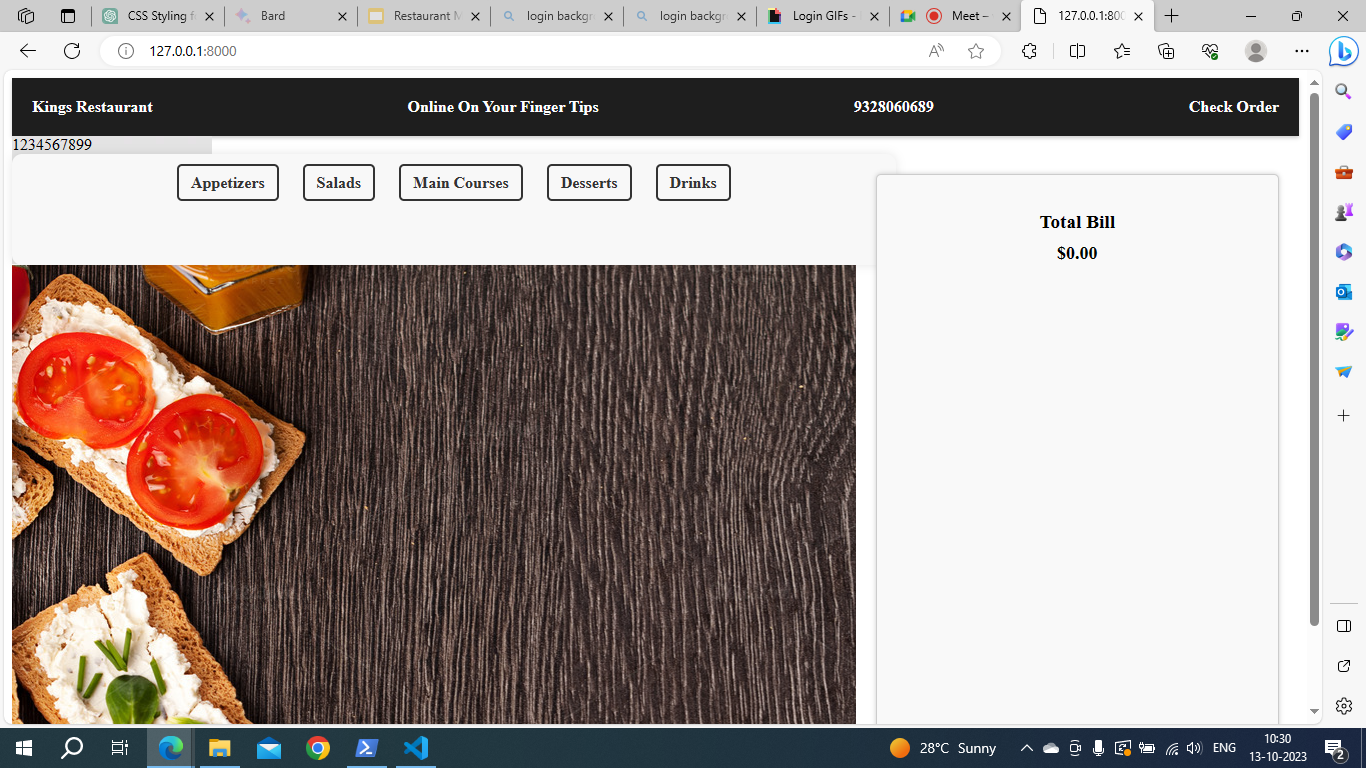 CSS Styling f
Bard
Restaurant M
login backgr
login backgr
Login GIFs -
Meet –
127.0.0.1:800
127.0.0.1:8000
Kings Restaurant
Online On Your Finger Tips
9328060689
Check Order
1234567899
Appetizers
Salads
Main Courses
Desserts
Drinks
Total Bill
$0.00
28°C Sunny
ENG
10:30
13-10-2023
2